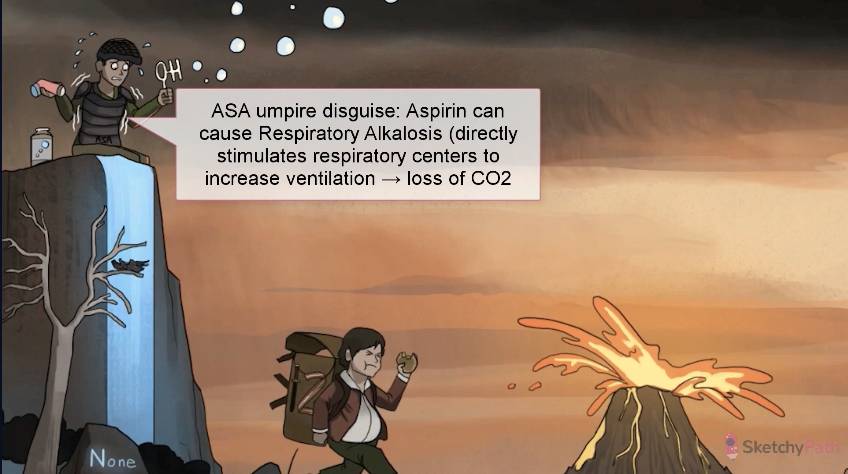 OH
ASA umpire disguise: Aspirin can
cause Respiratory Alkalosis (directly
stimulates respiratory centers to
increase ventilation → loss of CO2
ASA
None
SketchyPath